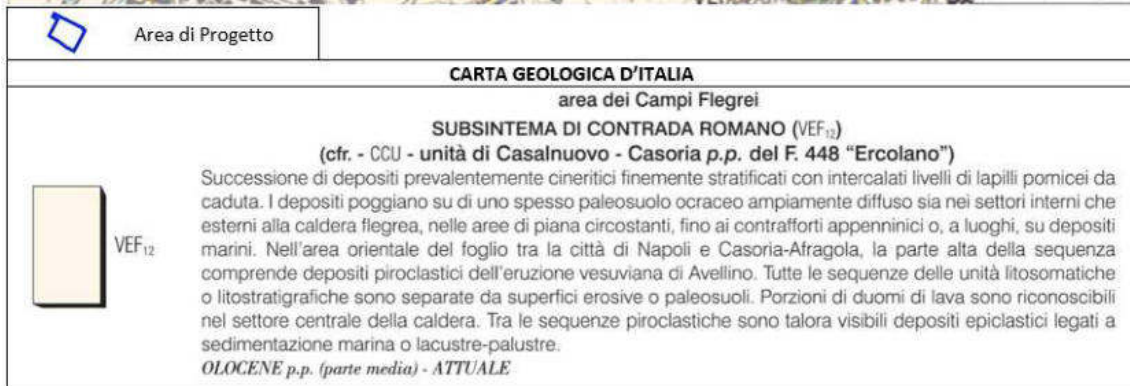 Area di Progetto
CARTA GEOLOGICA D'ITALIA
area dei Campi Flegrei
SUBSINTEMA DI CONTRADA ROMANO (VEF₁₂)
(cfr. - CCU - unità di Casalnuovo - Casoria p.p. del F. 448 "Ercolano")
Successione di depositi prevalentemente cineritici finemente stratificati con intercalati livelli di lapilli pomicei da
caduta. I depositi poggiano su di uno spesso paleosuolo ocraceo ampiamente diffuso sia nei settori interni che
esterni alla caldera flegrea, nelle aree di piana circostanti, fino ai contrafforti appenninici o, a luoghi, su depositi
VEF₁₂
marini. Nell'area orientale del foglio tra la città di Napoli e Casoria-Afragola, la parte alta della sequenza
comprende depositi piroclastici dell'eruzione vesuviana di Avellino. Tutte le sequenze delle unità litosomatiche
o litostratigrafiche sono separate da superfici erosive o paleosuoli. Porzioni di duomi di lava sono riconoscibili
nel settore centrale della caldera. Tra le sequenze piroclastiche sono talora visibili depositi epiclastici legati a
sedimentazione marina o lacustre-palustre.
OLOCENE p.p. (parte media) - ATTUALE